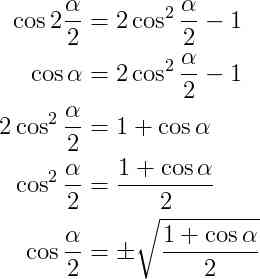 cos 2 α/2 = 2 cos² α/2 − 1
cos α = 2 cos² α/2 − 1
2 cos² α/2 = 1 + cos α
cos² α/2 = (1 + cos α)/2
cos α/2 = ±√((1 + cos α)/2)